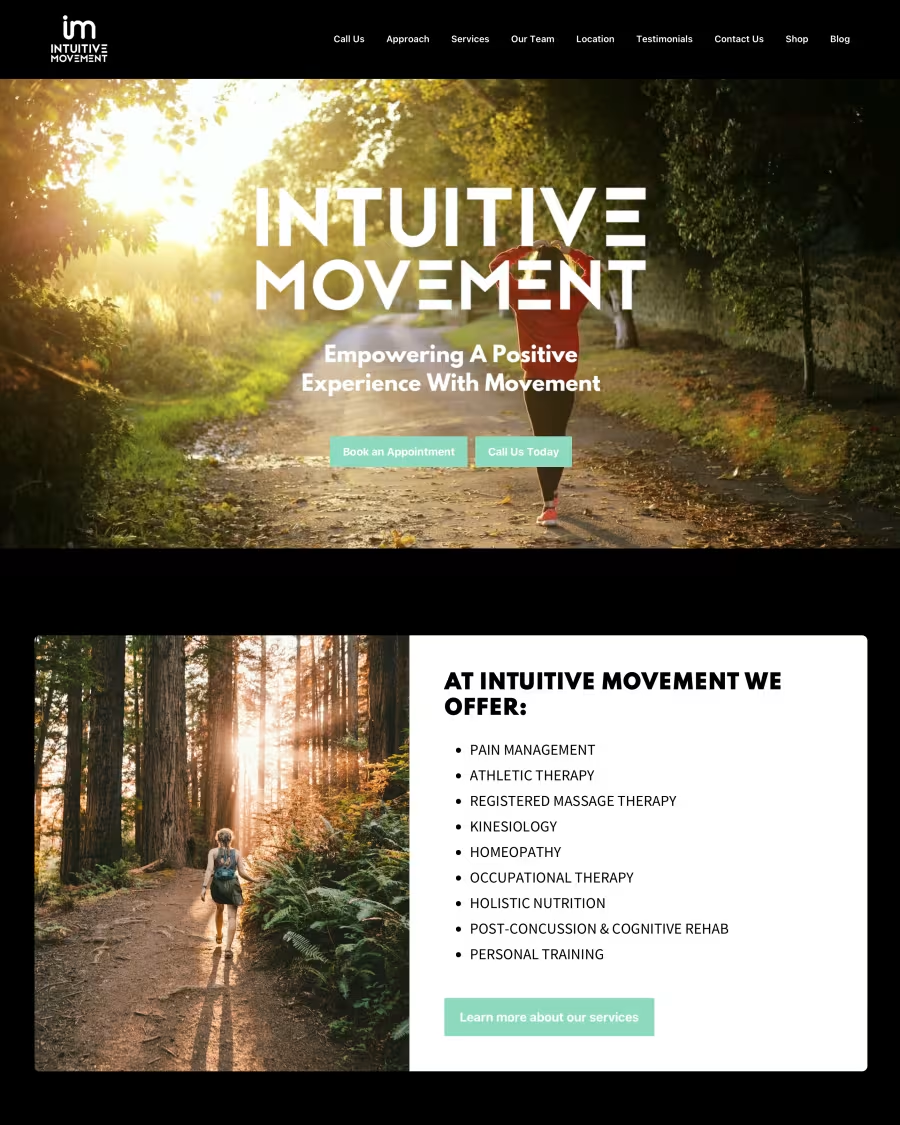 im
INTUITIVE
MOVEMENT
Call Us Approach Services Our Team Location Testimonials Contact Us Shop Blog
INTUITIVE
MOVEMENT
Empowering A Positive
Experience With Movement
Book an Appointment Call Us Today
AT INTUITIVE MOVEMENT WE
OFFER:
• PAIN MANAGEMENT
• ATHLETIC THERAPY
• REGISTERED MASSAGE THERAPY
• KINESIOLOGY
• HOMEOPATHY
• OCCUPATIONAL THERAPY
• HOLISTIC NUTRITION
• POST-CONCUSSION & COGNITIVE REHAB
• PERSONAL TRAINING
Learn more about our services